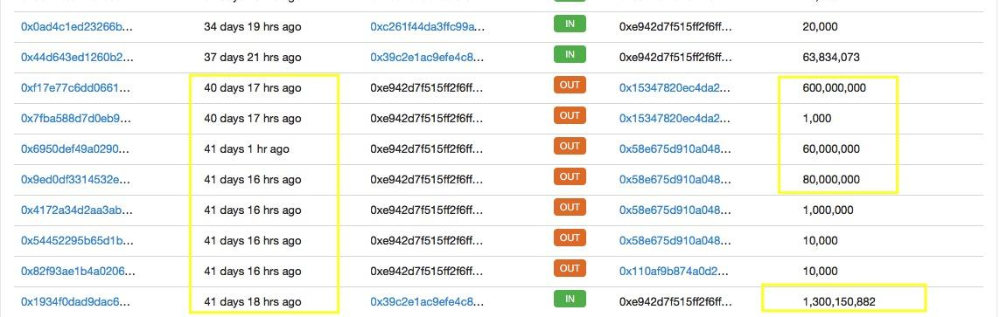 0x0ad4c1ed23266b... 34 days 19 hrs ago 0xc261f44da3ffc99a... IN 0xe942d7f515ff2f6ff... 20,000
0x44d643ed1260b2... 37 days 21 hrs ago 0x39c2e1ac9efe4c8... IN 0xe942d7f515ff2f6ff... 63,834,073
0xf17e77c6dd0661... 40 days 17 hrs ago 0xe942d7f515ff2f6ff... OUT 0x15347820ec4da2... 600,000,000
0x7fba588d7d0eb9... 40 days 17 hrs ago 0xe942d7f515ff2f6ff... OUT 0x15347820ec4da2... 1,000
0x6950def49a0290... 41 days 1 hr ago 0xe942d7f515ff2f6ff... OUT 0x58e675d910a048... 60,000,000
0x9ed0df3314532e... 41 days 16 hrs ago 0xe942d7f515ff2f6ff... OUT 0x58e675d910a048... 80,000,000
0x4172a34d2aa3ab... 41 days 16 hrs ago 0xe942d7f515ff2f6ff... OUT 0x58e675d910a048... 1,000,000
0x54452295b65d1b... 41 days 16 hrs ago 0xe942d7f515ff2f6ff... OUT 0x58e675d910a048... 10,000
0x82f93ae1b4a0206... 41 days 16 hrs ago 0xe942d7f515ff2f6ff... OUT 0x110af9b874a0d2... 10,000
0x1934f0dad9dac6... 41 days 18 hrs ago 0x39c2e1ac9efe4c8... IN 0xe942d7f515ff2f6ff... 1,300,150,882